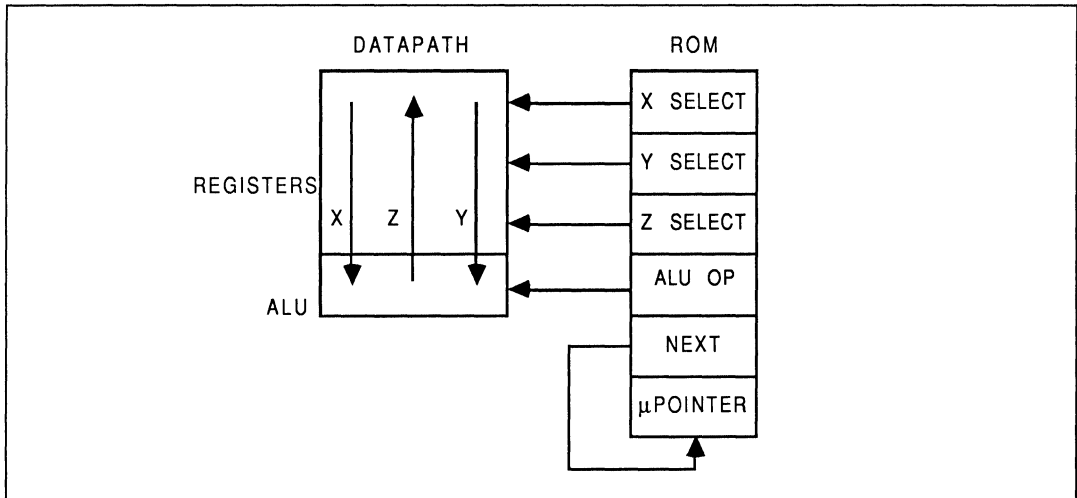 DATAPATH
ROM
X SELECT
Y SELECT
Z SELECT
ALU OP
NEXT
µPOINTER
REGISTERS
X
Z
Y
ALU